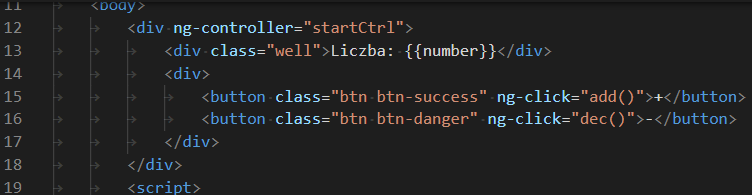 11 <body>
12 <div ng-controller="startCtrl">
13 <div class="well">Liczba: {{number}}</div>
14 <div>
15 <button class="btn btn-success" ng-click="add()">+</button>
16 <button class="btn btn-danger" ng-click="dec()">-</button>
17 </div>
18 </div>
19 <script>